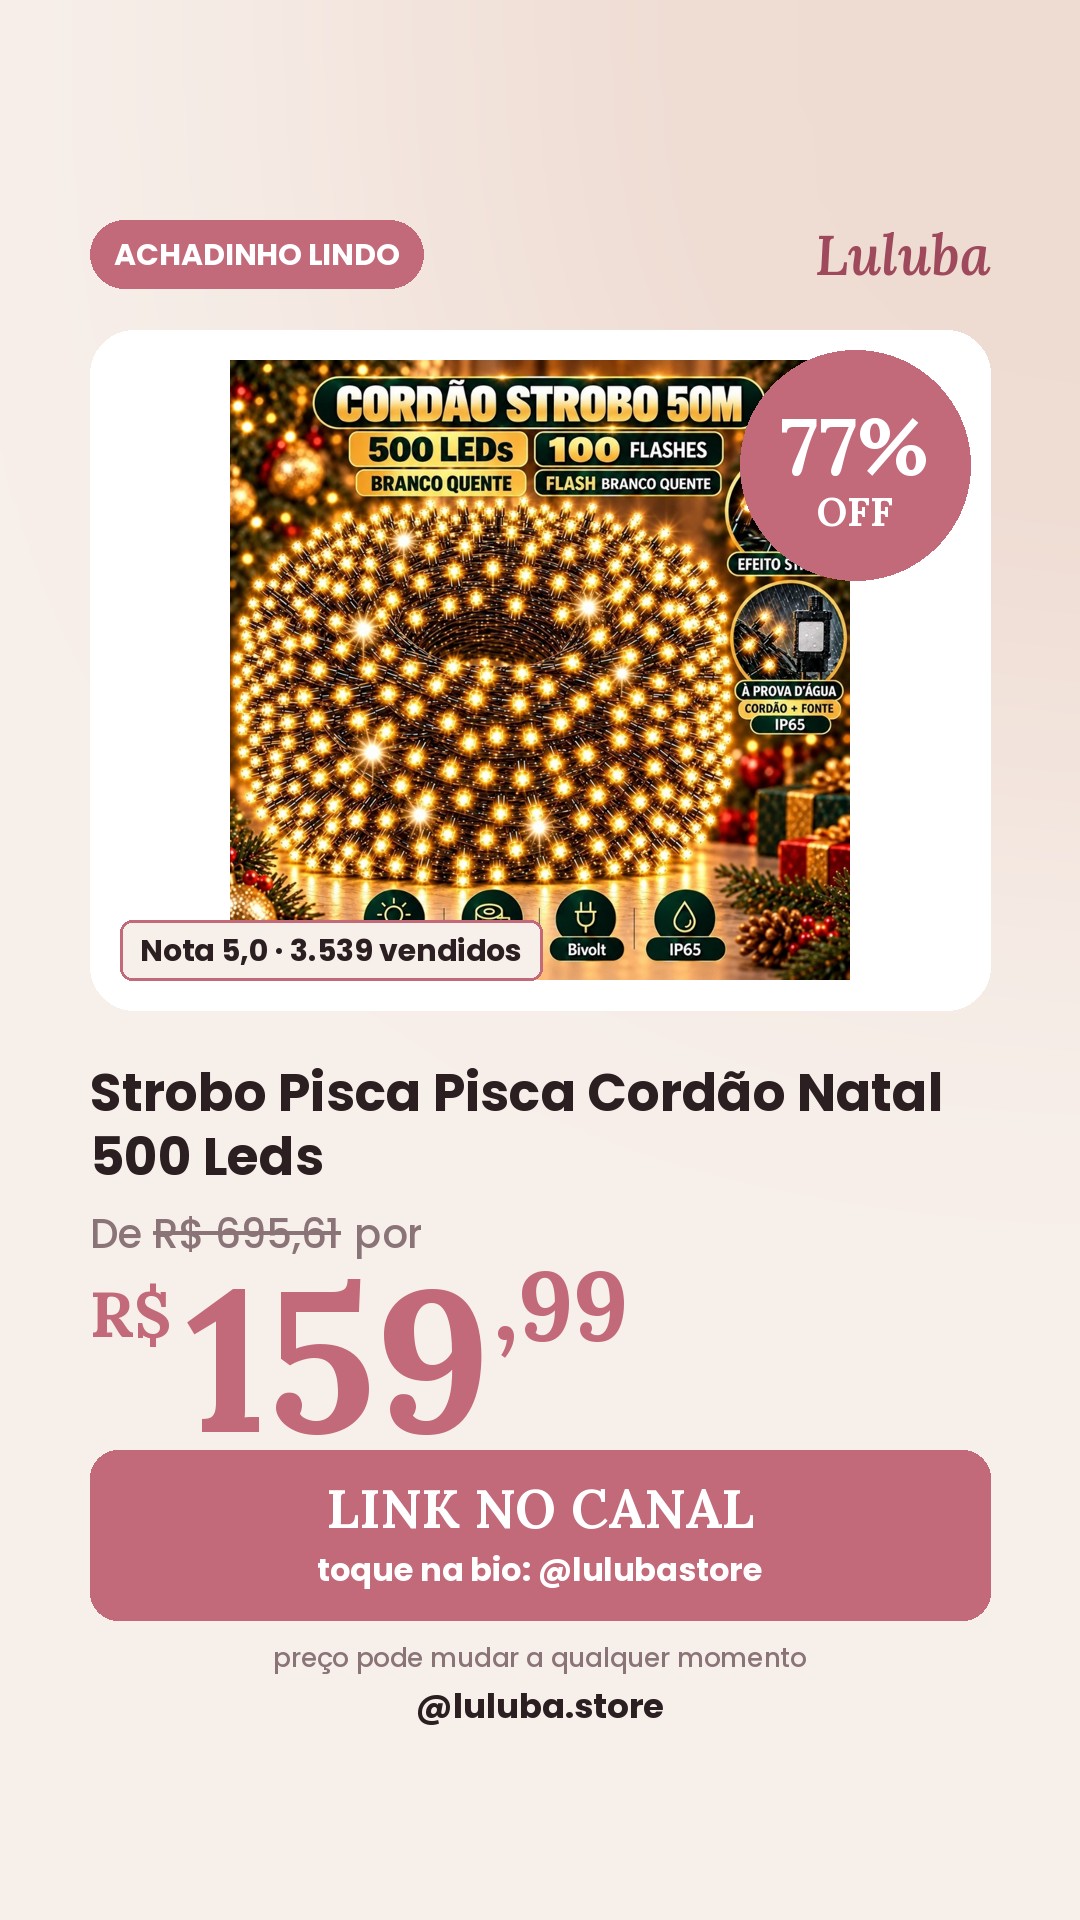 ACHADINHO LINDO
Luluba
CORDÃO STROBO 50M
500 LEDs
100 FLASHES
BRANCO QUENTE
FLASH BRANCO QUENTE
77%
OFF
EFEITO
À PROVA D'ÁGUA
CORDÃO + FONTE
IP65
Nota 5,0 · 3.539 vendidos
Bivolt
IP65
Strobo Pisca Pisca Cordão Natal
500 Leds
De R$ 695,61 por
R$ 159,99
LINK NO CANAL
toque na bio: @lulubastore
preço pode mudar a qualquer momento
@luluba.store